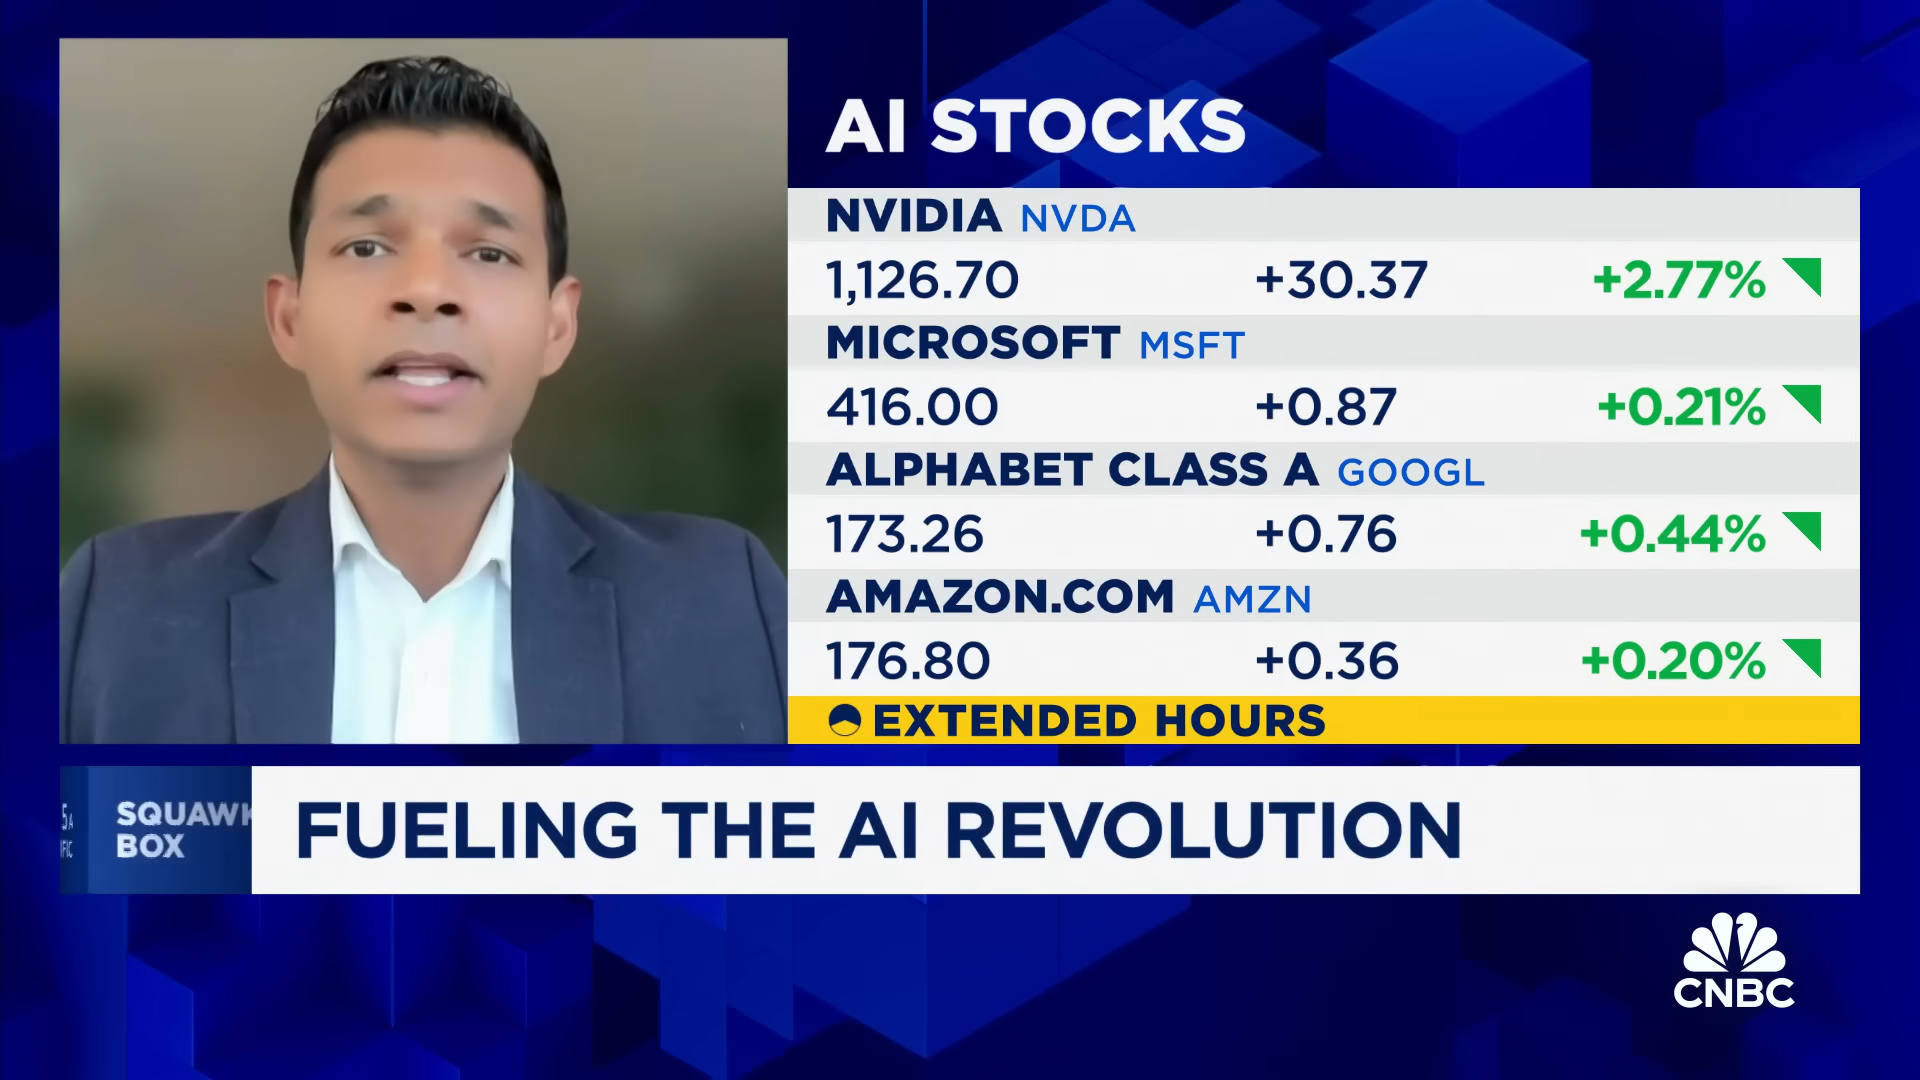 AI STOCKS
NVIDIA NVDA
1,126.70 +30.37 +2.77%
MICROSOFT MSFT
416.00 +0.87 +0.21%
ALPHABET CLASS A GOOGL
173.26 +0.76 +0.44%
AMAZON.COM AMZN
176.80 +0.36 +0.20%
EXTENDED HOURS
SQUAWK
BOX
FUELING THE AI REVOLUTION
CNBC